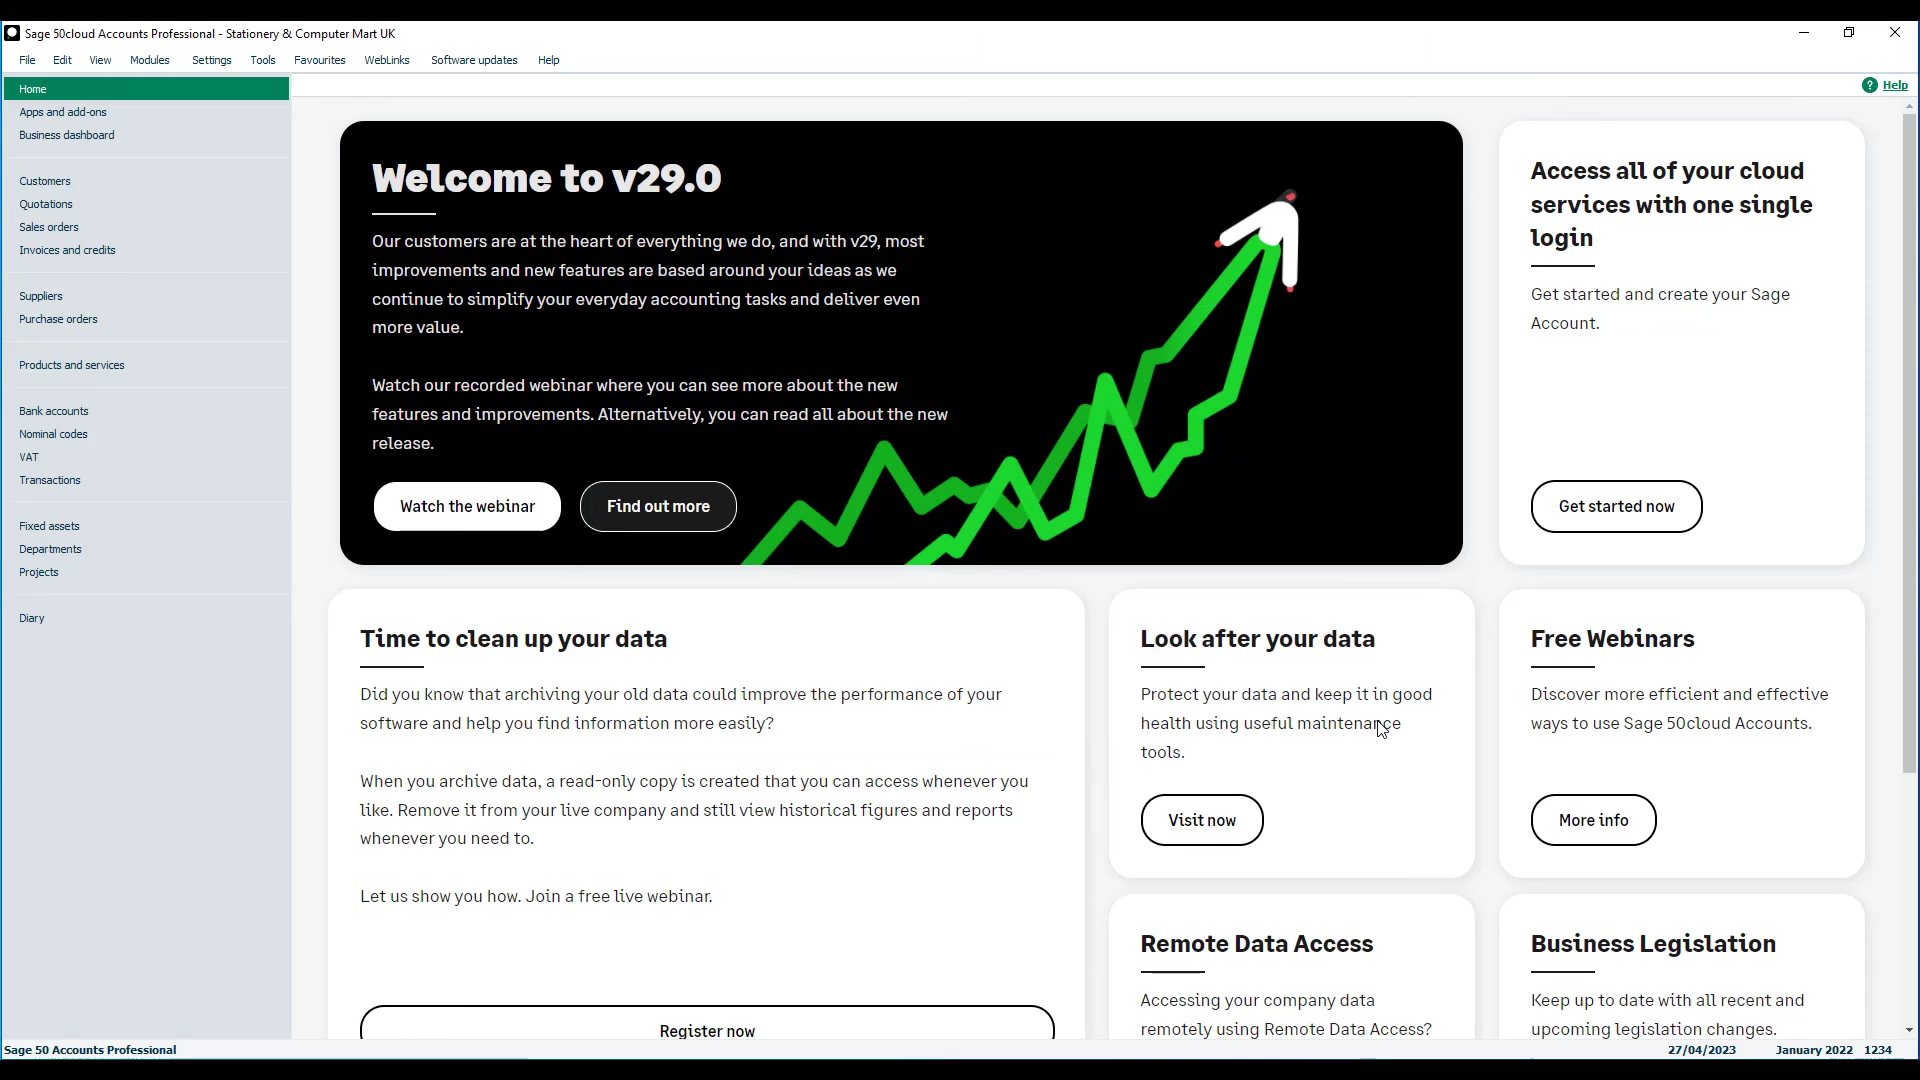 Sage 50cloud Accounts Professional - Stationery & Computer Mart UK
File Edit View Modules Settings Tools Favourites WebLinks Software updates Help
Home
Apps and add-ons
Business dashboard
Customers
Quotations
Sales orders
Invoices and credits
Suppliers
Purchase orders
Products and services
Bank accounts
Nominal codes
VAT
Transactions
Fixed assets
Departments
Projects
Diary
? Help
Welcome to v29.0
Our customers are at the heart of everything we do, and with v29, most
improvements and new features are based around your ideas as we
continue to simplify your everyday accounting tasks and deliver even
more value.
Watch our recorded webinar where you can see more about the new
features and improvements. Alternatively, you can read all about the new
release.
Watch the webinar
Find out more
Access all of your cloud
services with one single
login
Get started and create your Sage
Account.
Get started now
Time to clean up your data
Did you know that archiving your old data could improve the performance of your
software and help you find information more easily?
When you archive data, a read-only copy is created that you can access whenever you
like. Remove it from your live company and still view historical figures and reports
whenever you need to.
Let us show you how. Join a free live webinar.
Register now
Look after your data
Protect your data and keep it in good
health using useful maintenance
tools.
Visit now
Free Webinars
Discover more efficient and effective
ways to use Sage 50cloud Accounts.
More info
Remote Data Access
Accessing your company data
remotely using Remote Data Access?
Business Legislation
Keep up to date with all recent and
upcoming legislation changes.
Sage 50 Accounts Professional
27/04/2023 January 2022 1234